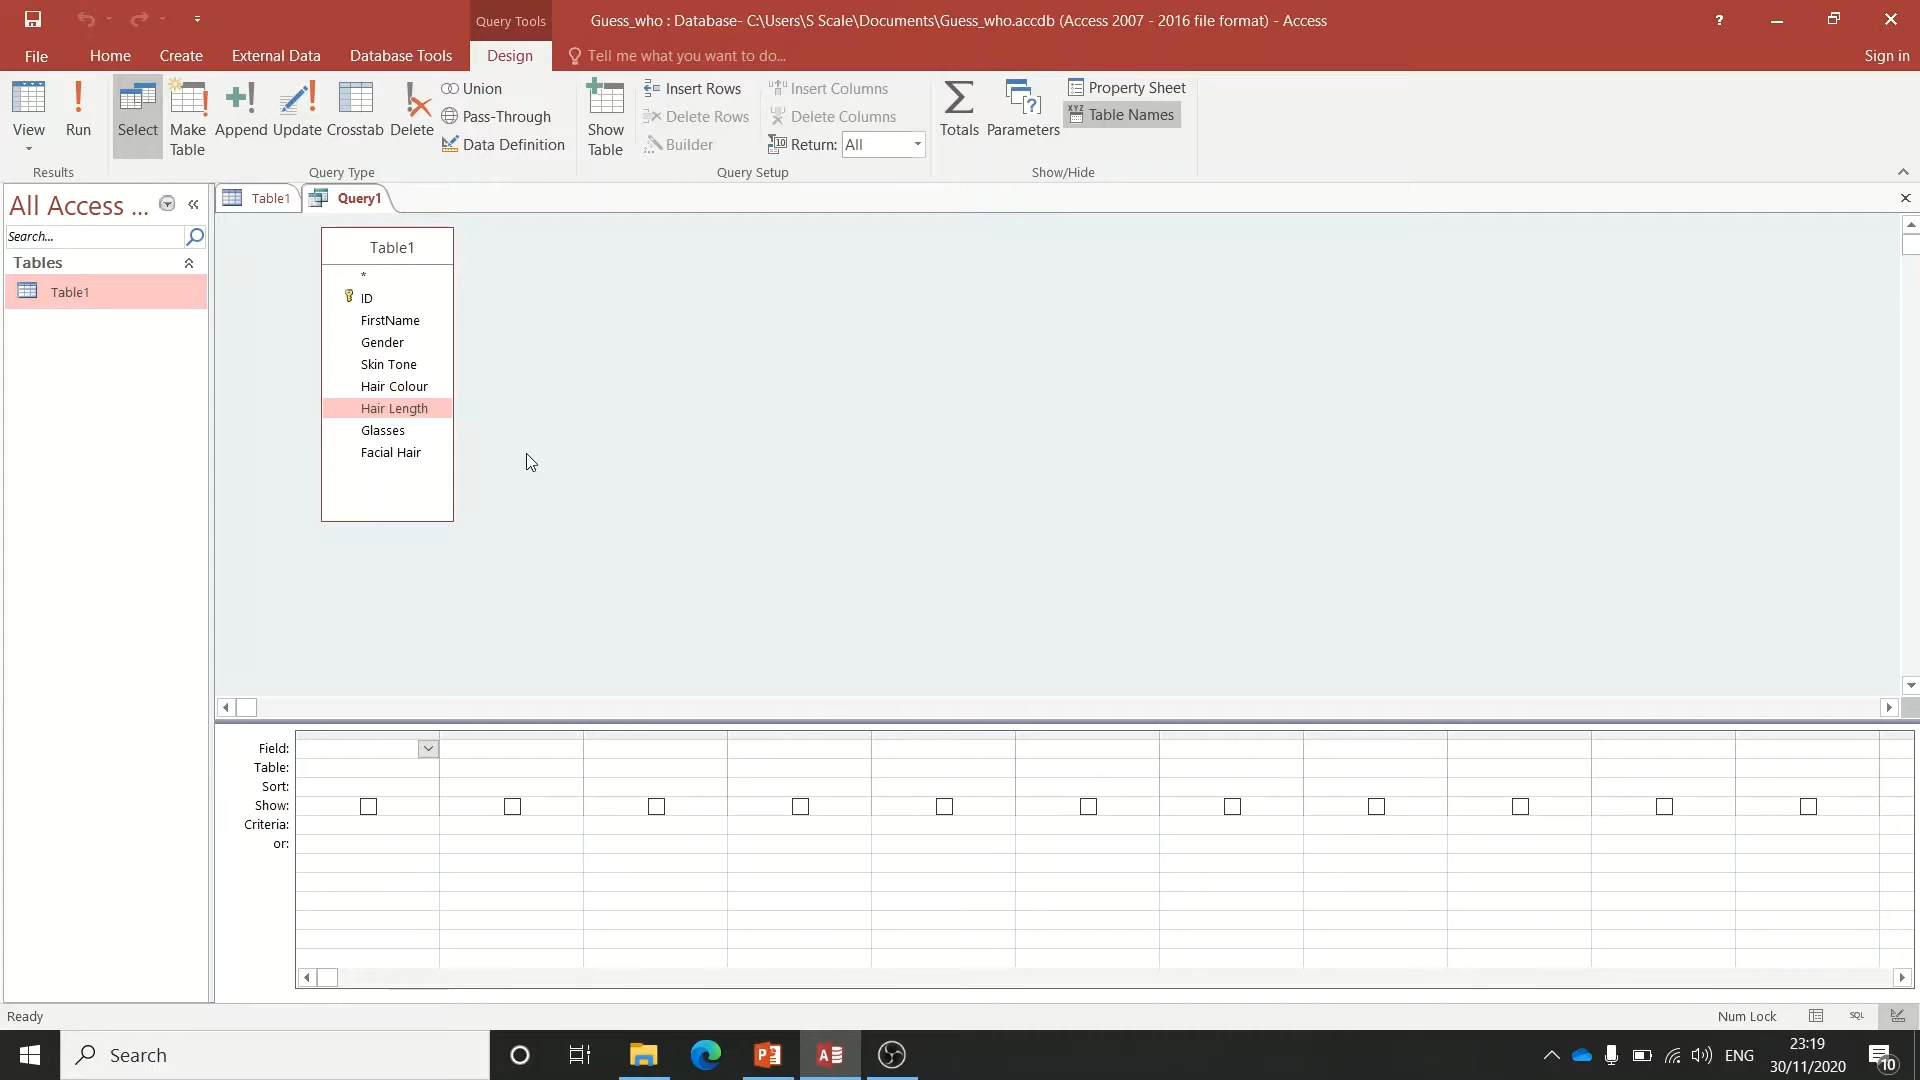 Query Tools
Guess_who : Database- C:\Users\S Scale\Documents\Guess_who.accdb (Access 2007 - 2016 file format) - Access
?
File Home Create External Data Database Tools Design Tell me what you want to do... Sign in
View
Run
Select
Make Table
Append
Update
Crosstab
Delete
Union
Pass-Through
Data Definition
Show Table
Insert Rows
Delete Rows
Builder
Insert Columns
Delete Columns
Return: All
Totals
Parameters
Property Sheet
Table Names
Results
Query Type
Query Setup
Show/Hide
All Access ...
Search...
Tables
Table1
Table1
Query1
Table1
*
ID
FirstName
Gender
Skin Tone
Hair Colour
Hair Length
Glasses
Facial Hair
Field:
Table:
Sort:
Show:
Criteria:
or:
Ready
Num Lock
SQL
Search
ENG
23:19
30/11/2020
10